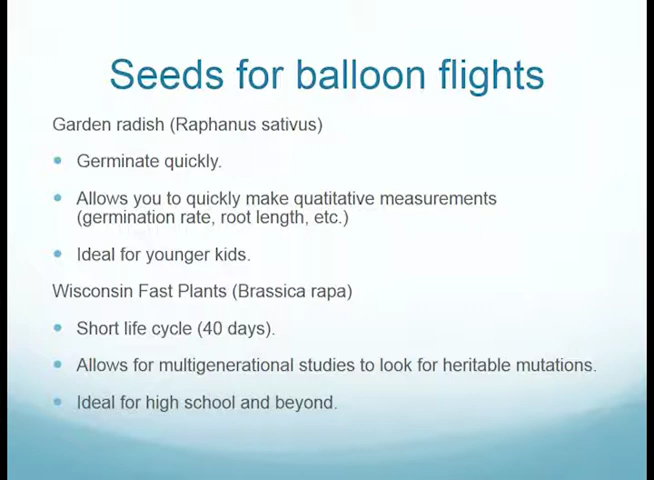 Seeds for balloon flights
Garden radish (Raphanus sativus)
• Germinate quickly.
• Allows you to quickly make quatitative measurements
(germination rate, root length, etc.)
• Ideal for younger kids.
Wisconsin Fast Plants (Brassica rapa)
• Short life cycle (40 days).
• Allows for multigenerational studies to look for heritable mutations.
• Ideal for high school and beyond.